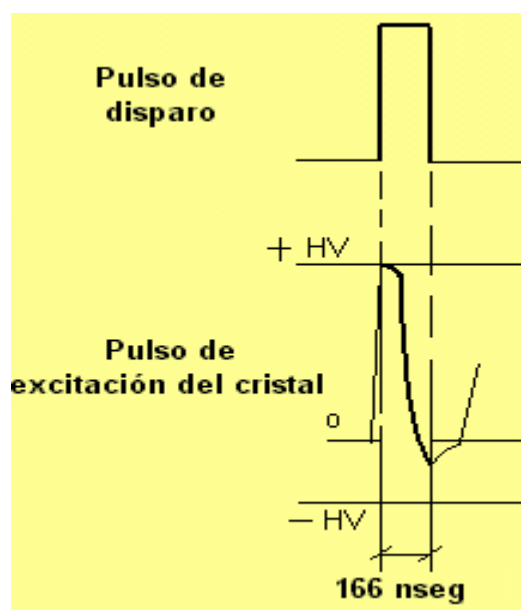 Pulso de
disparo
+ HV
Pulso de
excitación del cristal
o
- HV
166 nseg